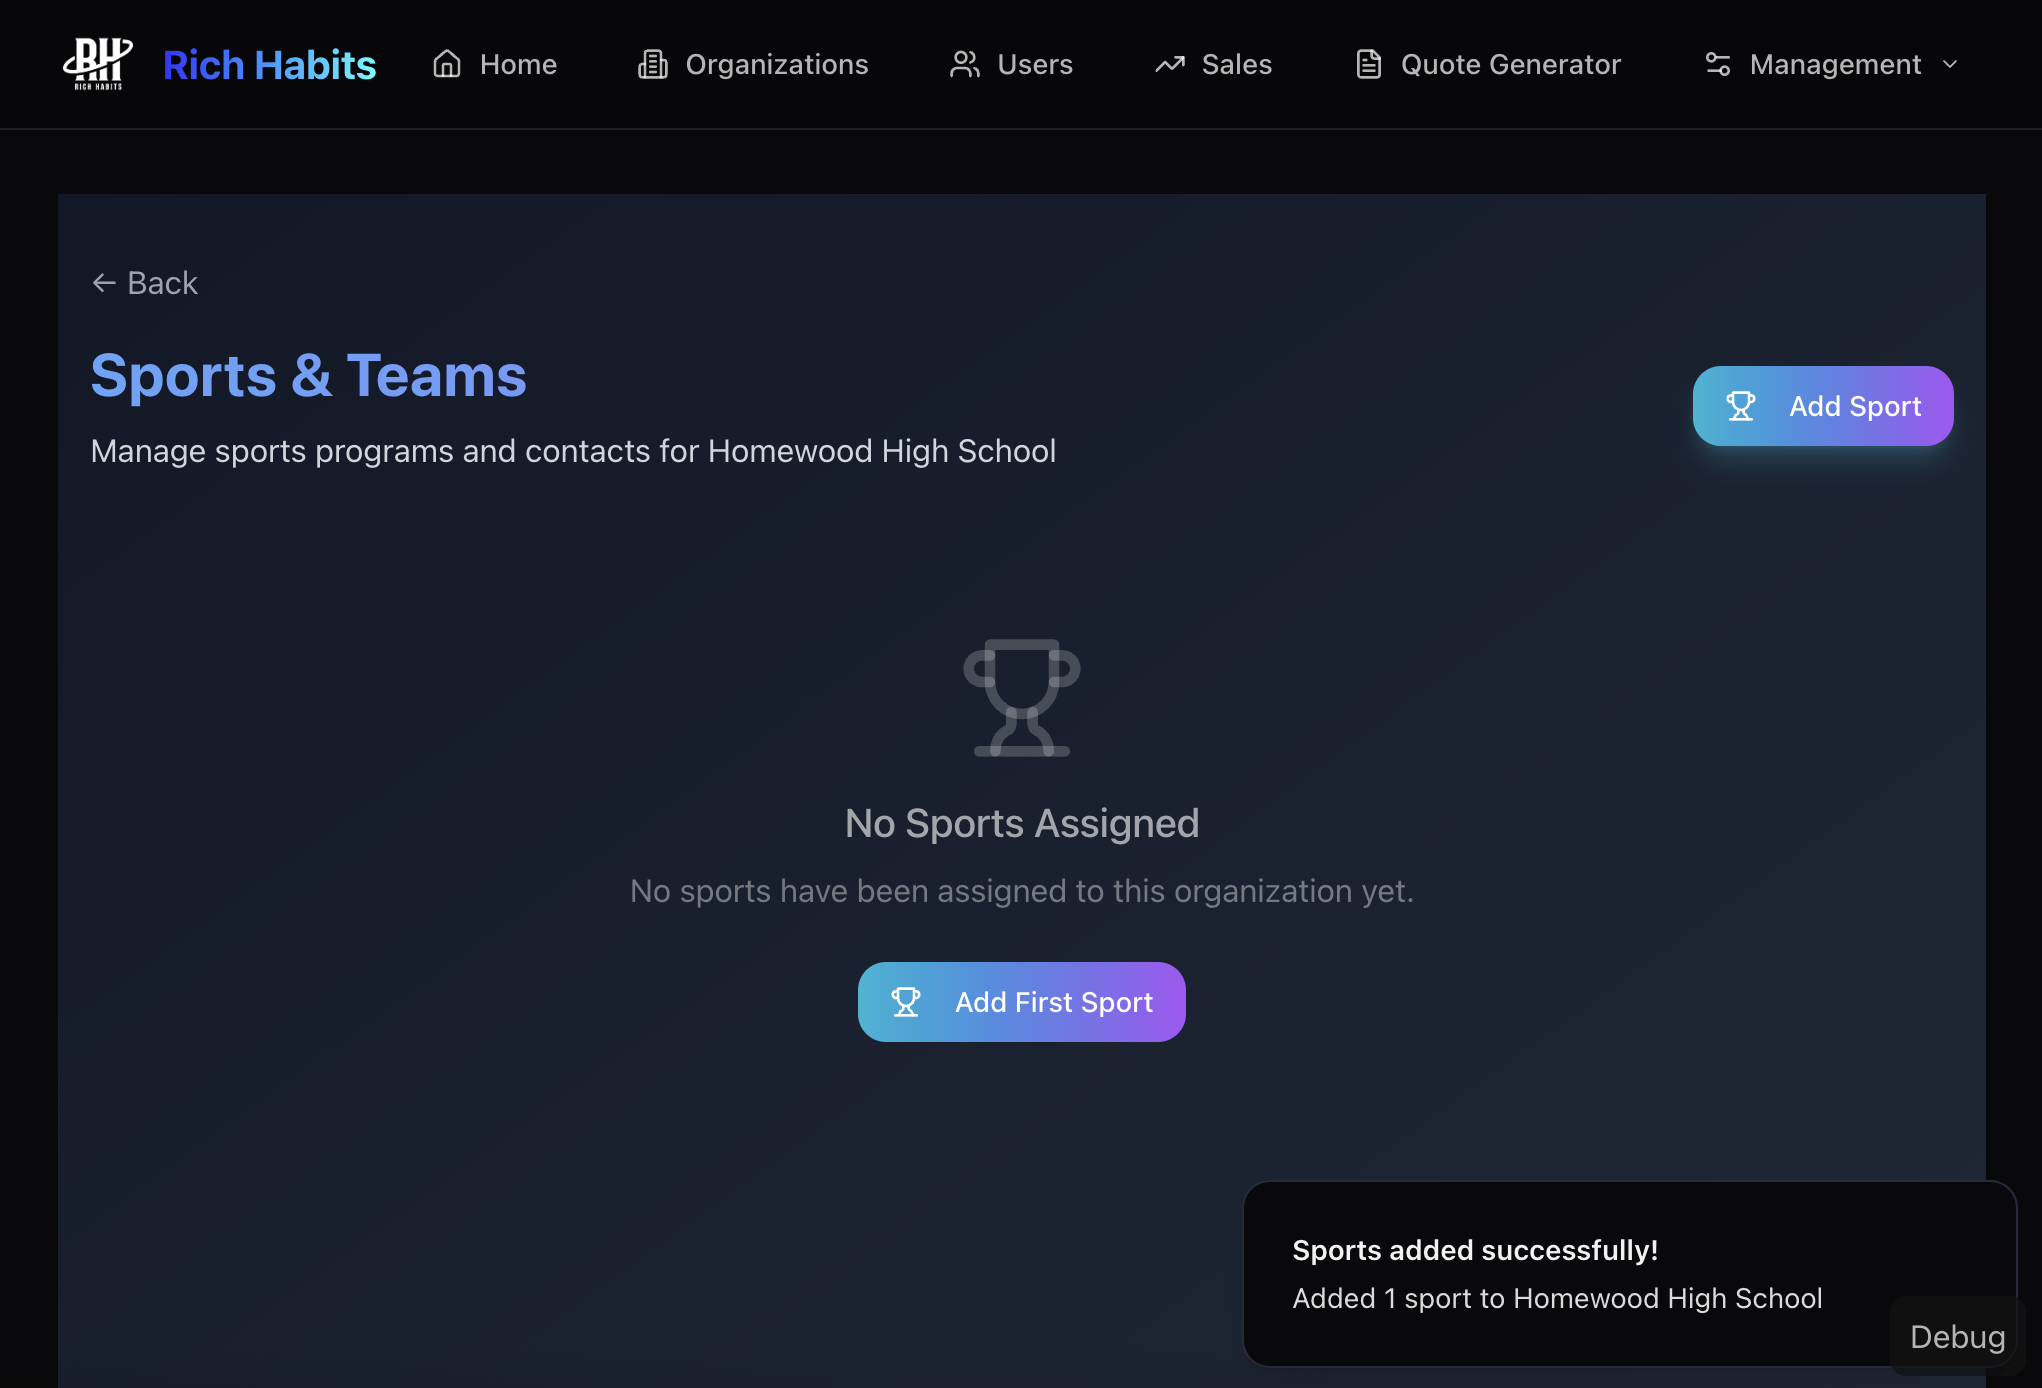 RH
RICH HABITS
Rich Habits
Home
Organizations
Users
Sales
Quote Generator
Management
← Back
Sports & Teams
Manage sports programs and contacts for Homewood High School
Add Sport
No Sports Assigned
No sports have been assigned to this organization yet.
Add First Sport
Sports added successfully!
Added 1 sport to Homewood High School
Debug